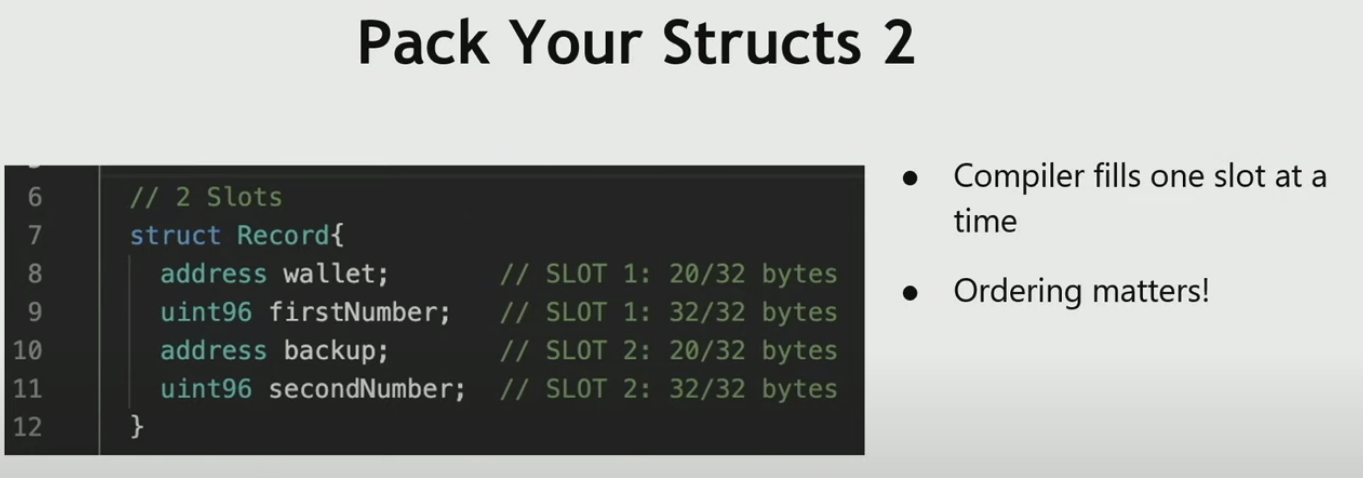 Pack Your Structs 2
6 // 2 Slots
7 struct Record{
8 address wallet; // SLOT 1: 20/32 bytes
9 uint96 firstNumber; // SLOT 1: 32/32 bytes
10 address backup; // SLOT 2: 20/32 bytes
11 uint96 secondNumber; // SLOT 2: 32/32 bytes
12 }
● Compiler fills one slot at a
time
● Ordering matters!